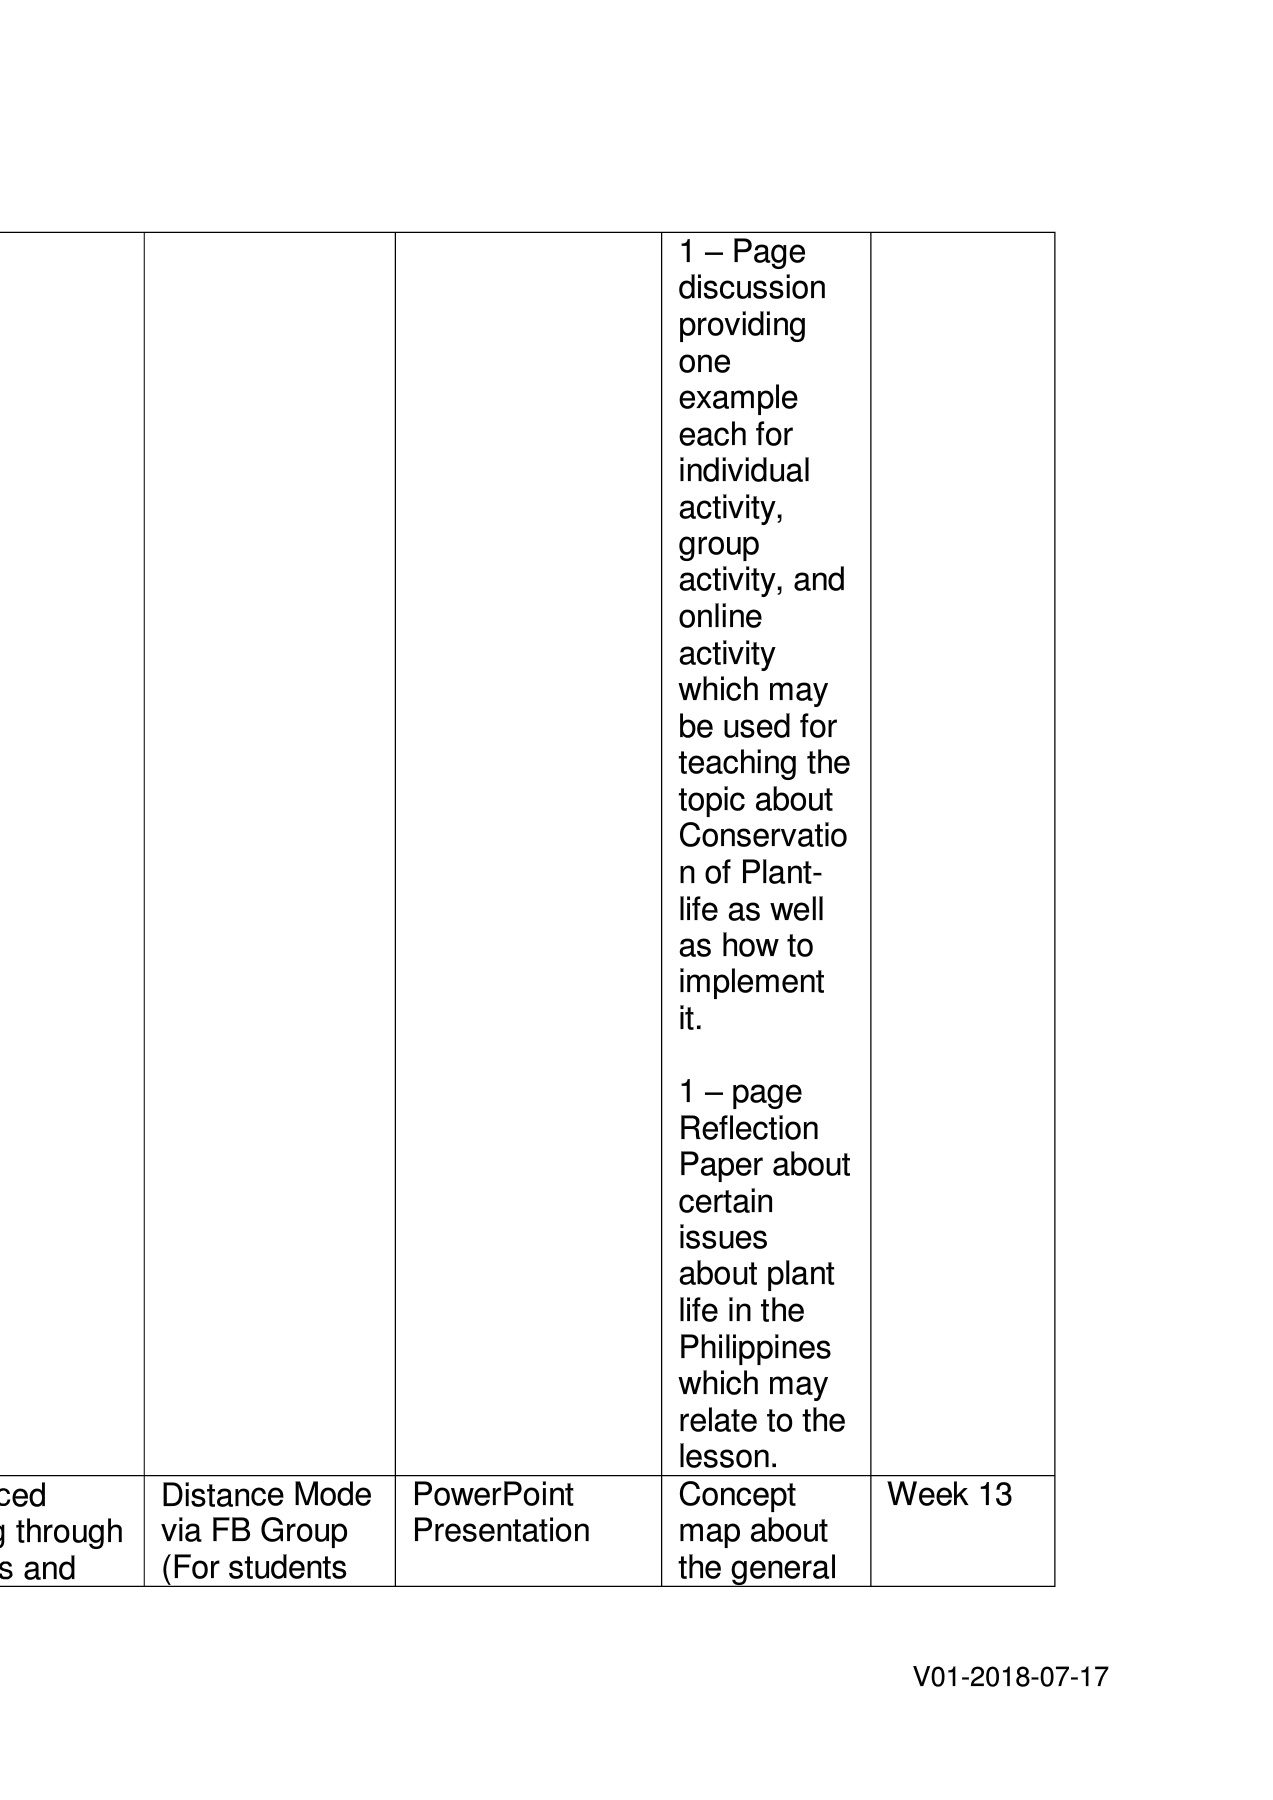 1 – Page
discussion
providing
one
example
each for
individual
activity,
group
activity, and
online
activity
which may
be used for
teaching the
topic about
Conservatio
n of Plant-
life as well
as how to
implement
it.
1 – page
Reflection
Paper about
certain
issues
about plant
life in the
Philippines
which may
relate to the
lesson.
ced
g through
s and
Distance Mode
via FB Group
(For students
PowerPoint
Presentation
Concept
map about
the general
Week 13
V01-2018-07-17